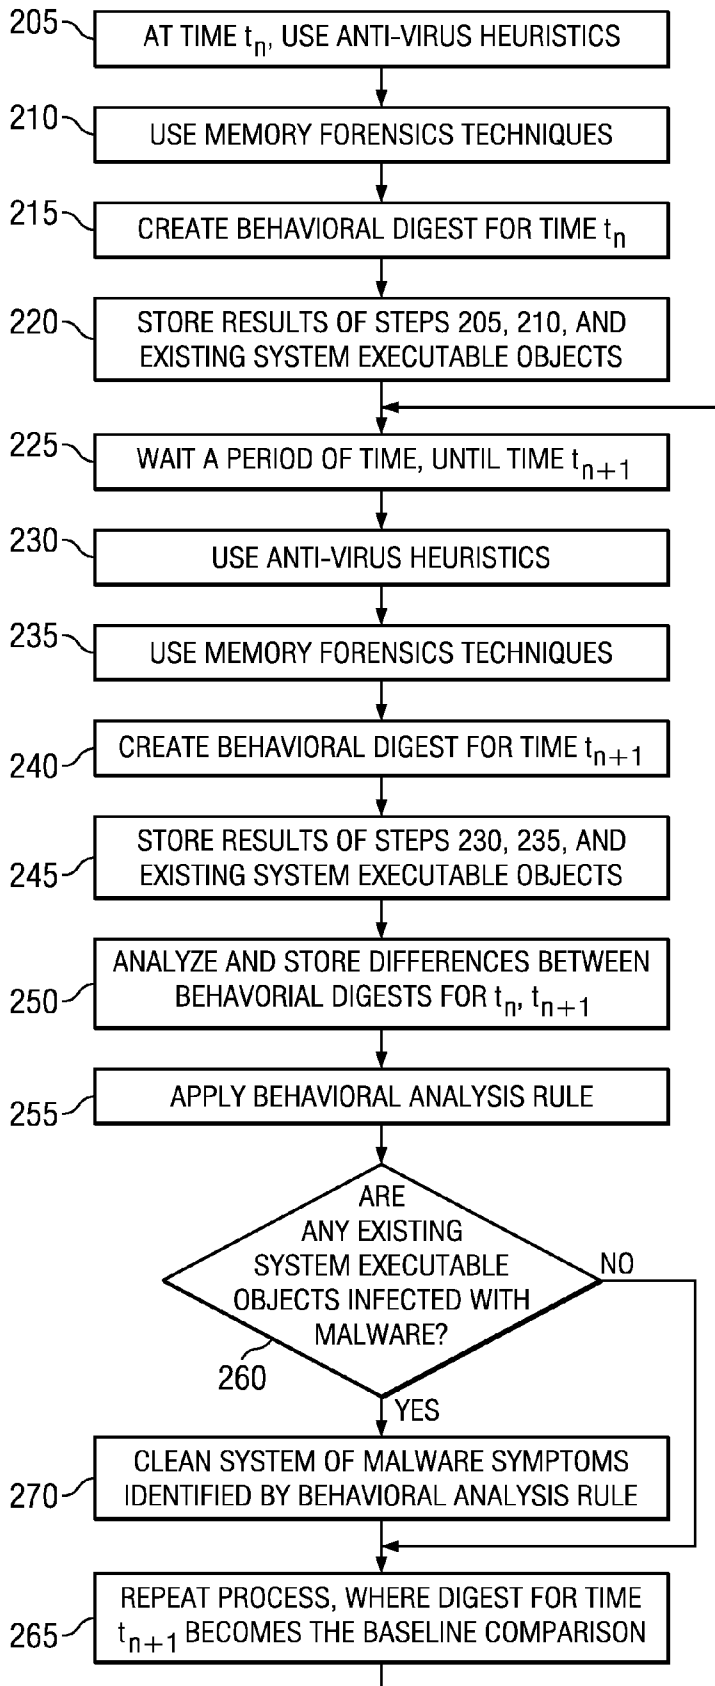 205
AT TIME tn, USE ANTI-VIRUS HEURISTICS
210
USE MEMORY FORENSICS TECHNIQUES
215
CREATE BEHAVIORAL DIGEST FOR TIME tn
220
STORE RESULTS OF STEPS 205, 210, AND
EXISTING SYSTEM EXECUTABLE OBJECTS
225
WAIT A PERIOD OF TIME, UNTIL TIME tn+1
230
USE ANTI-VIRUS HEURISTICS
235
USE MEMORY FORENSICS TECHNIQUES
240
CREATE BEHAVIORAL DIGEST FOR TIME tn+1
245
STORE RESULTS OF STEPS 230, 235, AND
EXISTING SYSTEM EXECUTABLE OBJECTS
250
ANALYZE AND STORE DIFFERENCES BETWEEN
BEHAVORIAL DIGESTS FOR tn, tn+1
255
APPLY BEHAVIORAL ANALYSIS RULE
ARE
ANY EXISTING
SYSTEM EXECUTABLE
OBJECTS INFECTED WITH
MALWARE?
NO
260
YES
270
CLEAN SYSTEM OF MALWARE SYMPTOMS
IDENTIFIED BY BEHAVIORAL ANALYSIS RULE
265
REPEAT PROCESS, WHERE DIGEST FOR TIME
tn+1 BECOMES THE BASELINE COMPARISON